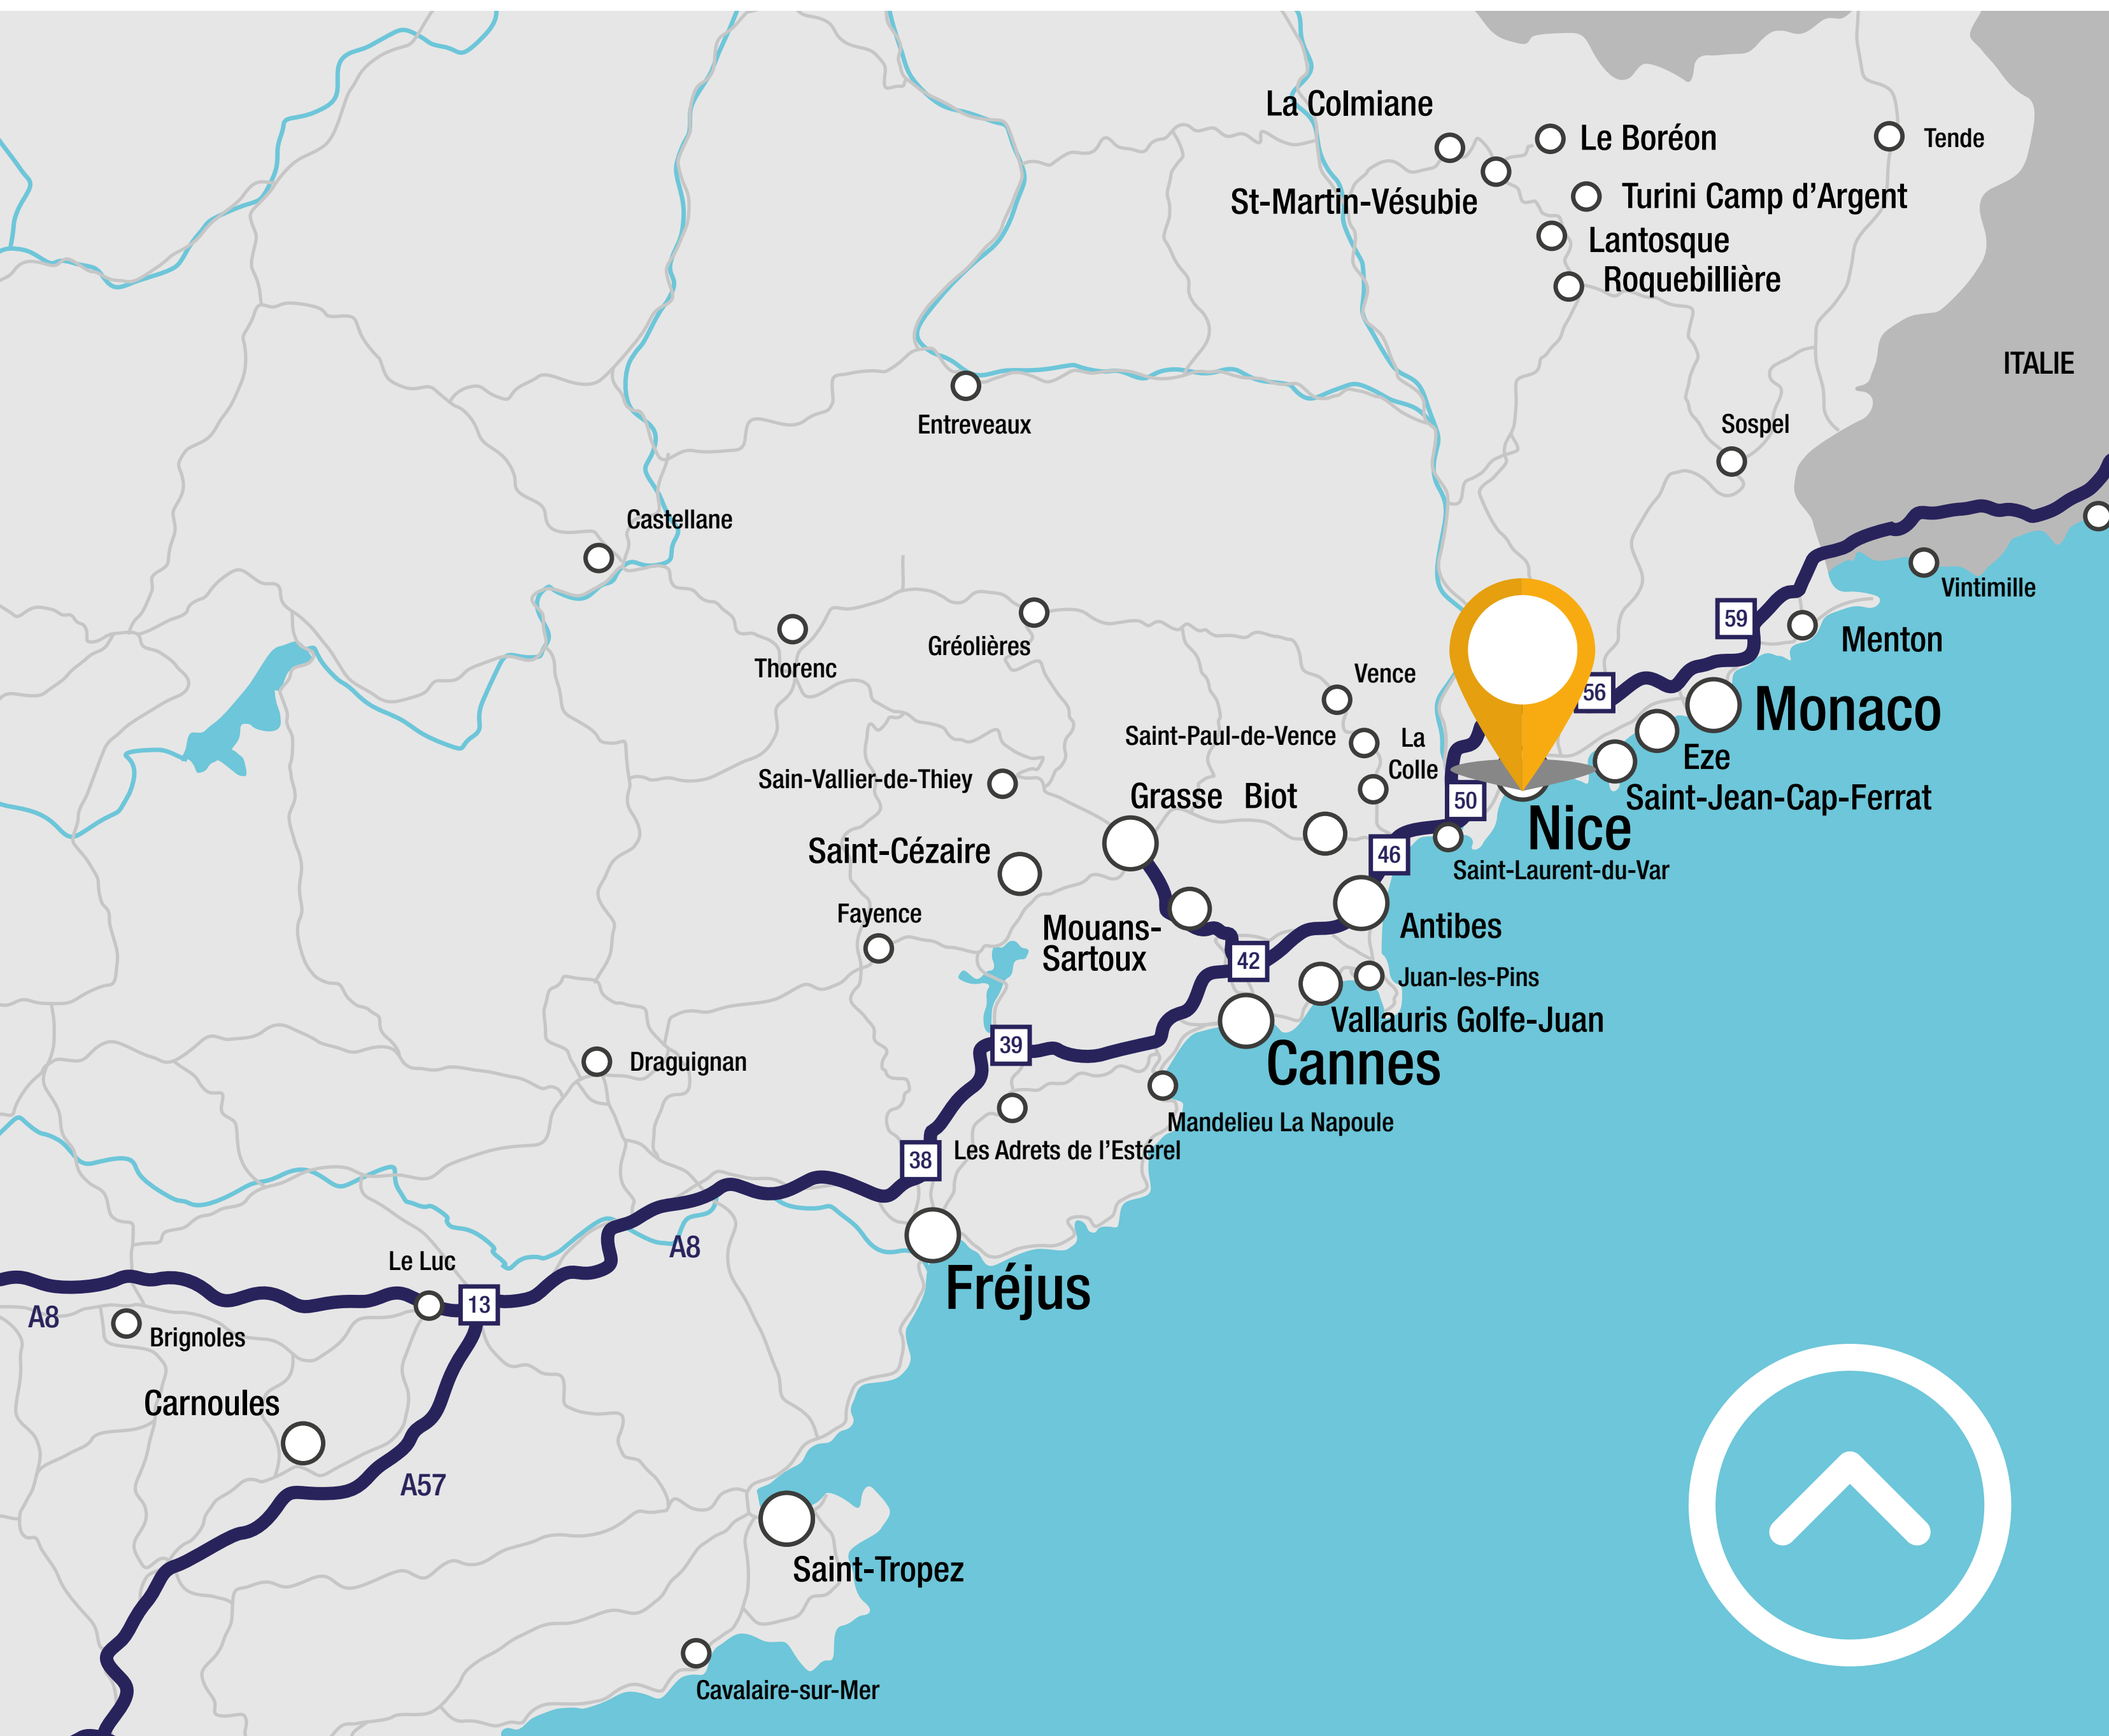 La Colmiane
Le Boréon
Tende
St-Martin-Vésubie
Turini Camp d'Argent
Lantosque
Roquebillière
ITALIE
Entreveaux
Sospel
Castellane
Vintimille
59
Gréolières
Menton
Thorenc
Vence
56
Monaco
Saint-Paul-de-Vence
La
Colle
Eze
Sain-Vallier-de-Thiey
Grasse
Biot
50
Saint-Jean-Cap-Ferrat
Nice
Saint-Cézaire
46
Saint-Laurent-du-Var
Fayence
Mouans-
Sartoux
Antibes
42
Juan-les-Pins
Vallauris Golfe-Juan
39
Cannes
Draguignan
Mandelieu La Napoule
38
Les Adrets de l'Estérel
A8
Le Luc
Fréjus
13
A8
Brignoles
Carnoules
A57
Saint-Tropez
Cavalaire-sur-Mer